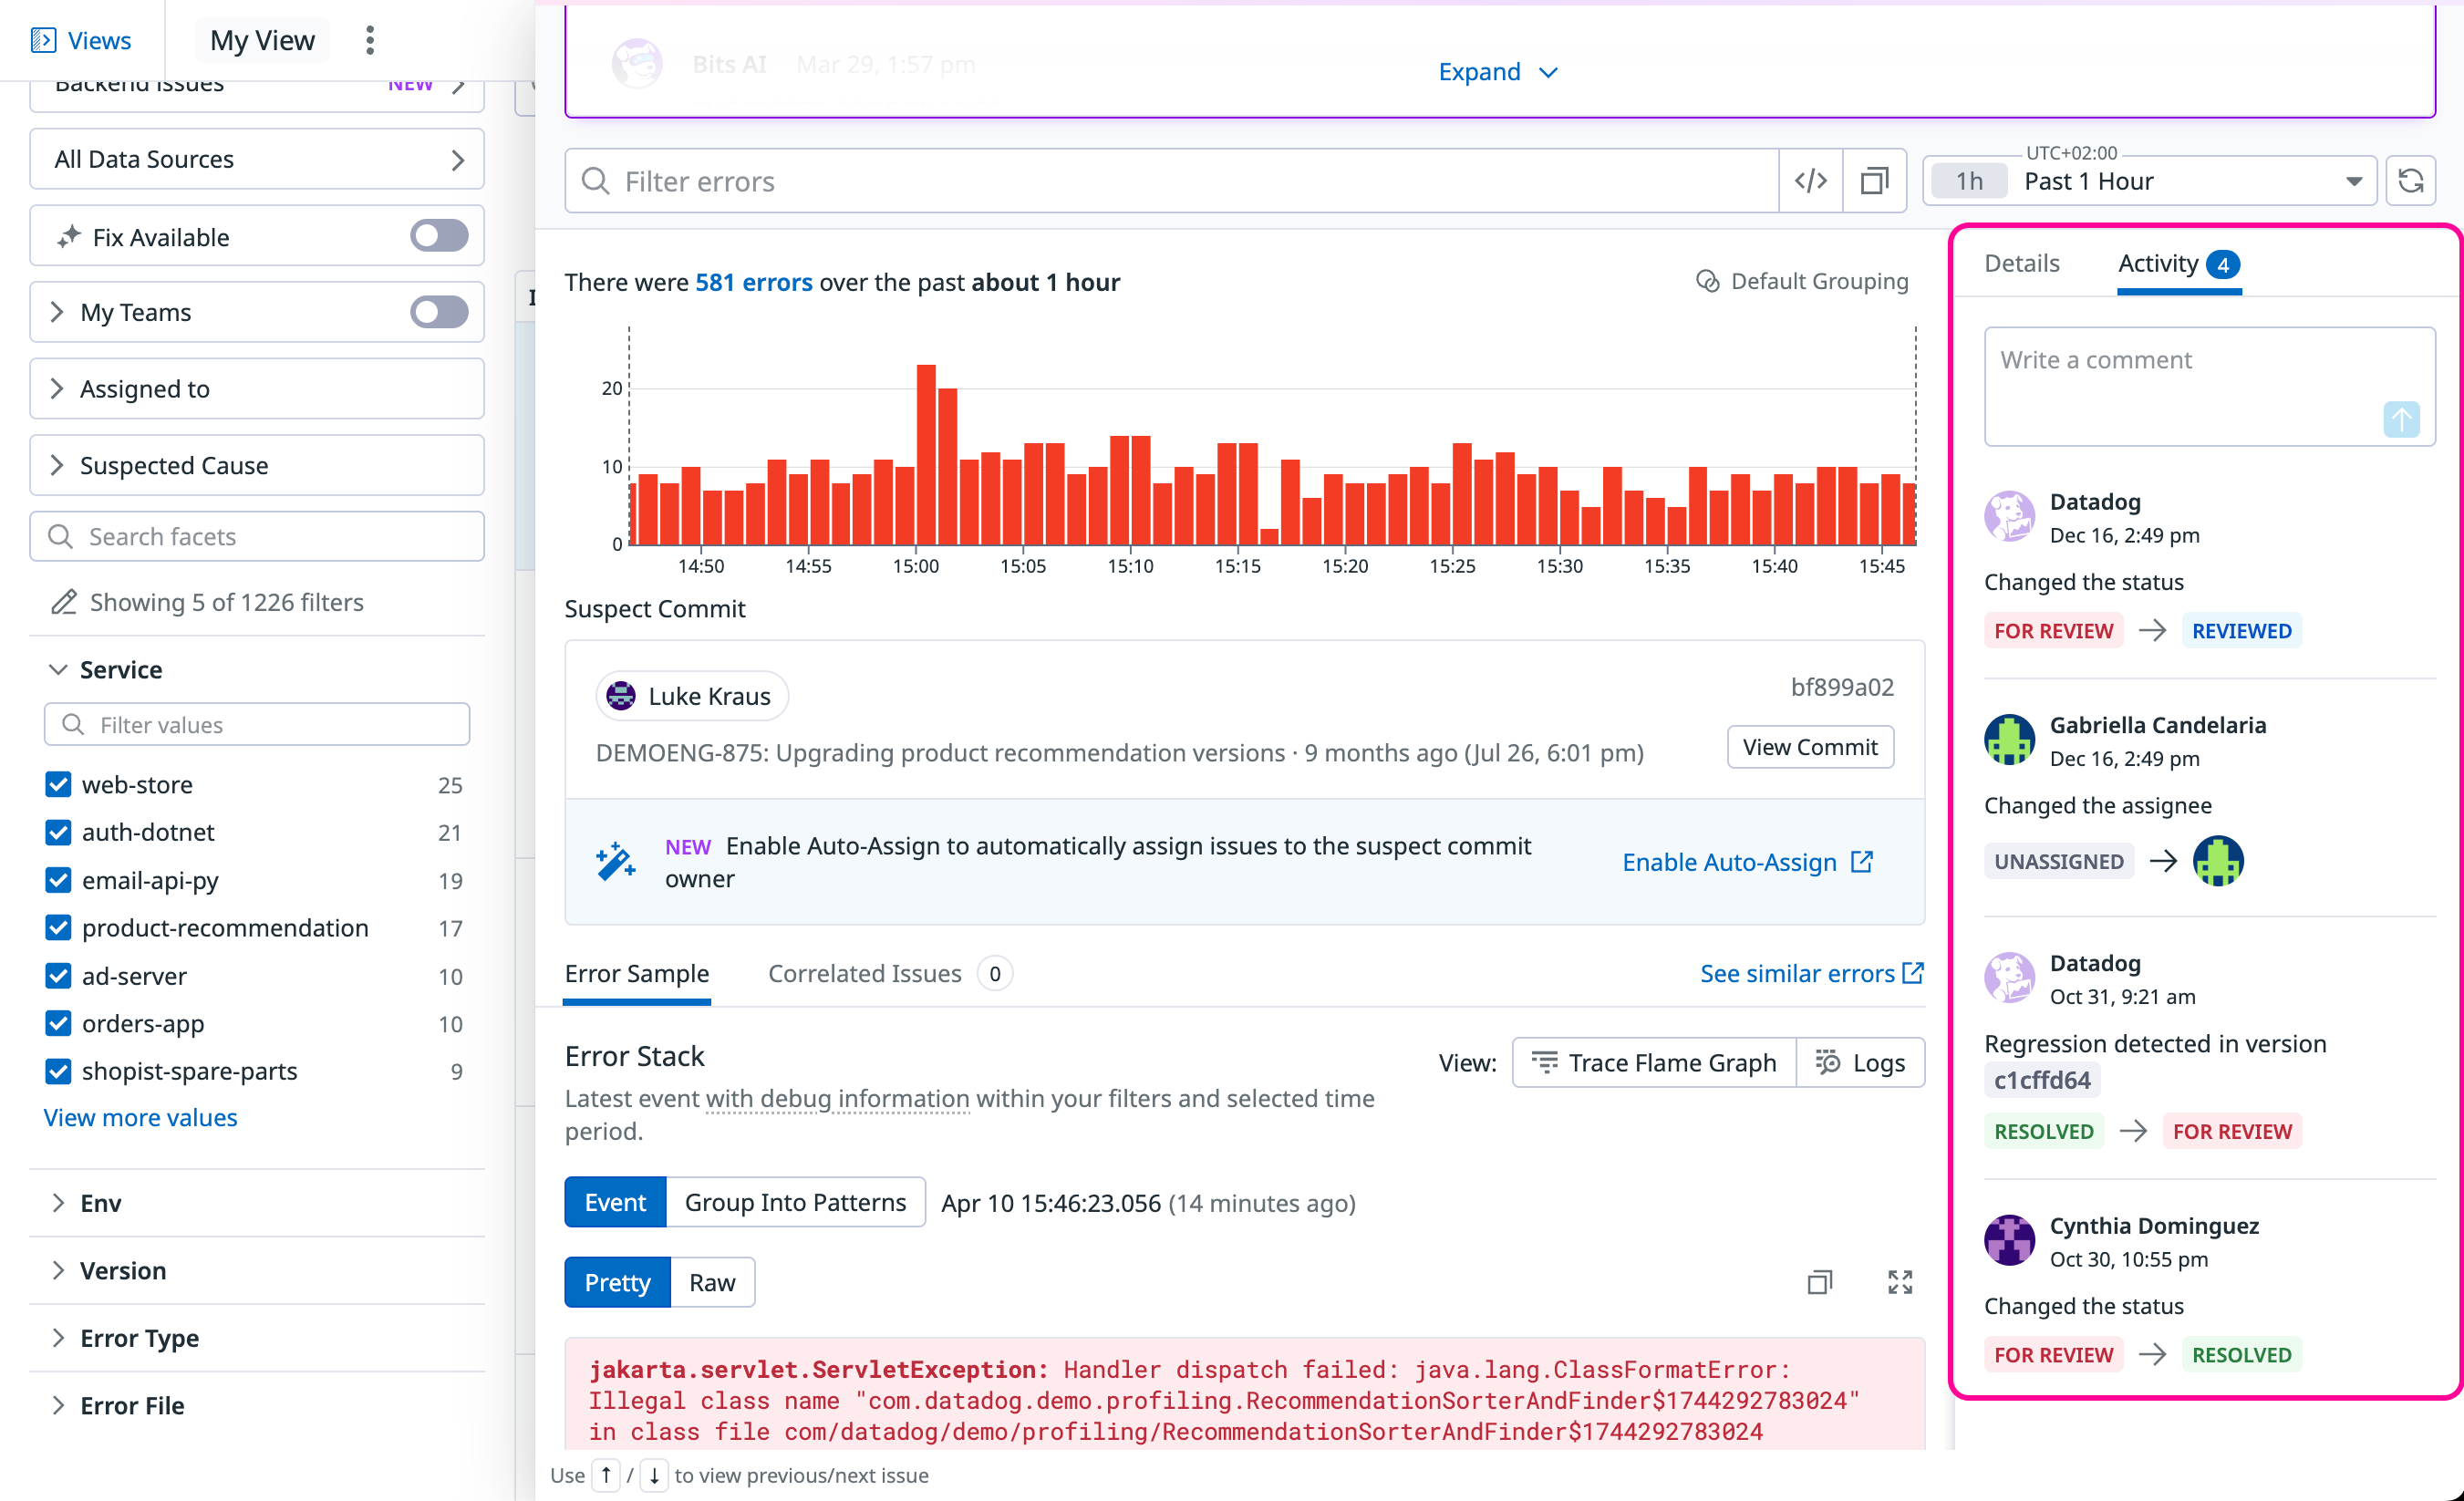 Views
My View
Backend Issues NEW
All Data Sources
Fix Available
My Teams
Assigned to
Suspected Cause
Search facets
Showing 5 of 1226 filters
Service
Filter values
web-store 25
auth-dotnet 21
email-api-py 19
product-recommendation 17
ad-server 10
orders-app 10
shopist-spare-parts 9
View more values
Env
Version
Error Type
Error File
Bits AI Mar 29, 1:57 pm
Expand
Filter errors
</>
UTC+02:00
1h Past 1 Hour
There were 581 errors over the past about 1 hour
Default Grouping
20
10
0
14:50 14:55 15:00 15:05 15:10 15:15 15:20 15:25 15:30 15:35 15:40 15:45
Suspect Commit
Luke Kraus
bf899a02
DEMOENG-875: Upgrading product recommendation versions · 9 months ago (Jul 26, 6:01 pm)
View Commit
NEW Enable Auto-Assign to automatically assign issues to the suspect commit
owner
Enable Auto-Assign
Error Sample
Correlated Issues 0
See similar errors
Error Stack
Latest event with debug information within your filters and selected time
period.
View: Trace Flame Graph Logs
Event Group Into Patterns Apr 10 15:46:23.056 (14 minutes ago)
Pretty Raw
jakarta.servlet.ServletException: Handler dispatch failed: java.lang.ClassFormatError:
Illegal class name "com.datadog.demo.profiling.RecommendationSorterAndFinder$1744292783024"
in class file com/datadog/demo/profiling/RecommendationSorterAndFinder$1744292783024
Use ↑ / ↓ to view previous/next issue
Details
Activity 4
Write a comment
Datadog
Dec 16, 2:49 pm
Changed the status
FOR REVIEW → REVIEWED
Gabriella Candelaria
Dec 16, 2:49 pm
Changed the assignee
UNASSIGNED →
Datadog
Oct 31, 9:21 am
Regression detected in version
c1cffd64
RESOLVED → FOR REVIEW
Cynthia Dominguez
Oct 30, 10:55 pm
Changed the status
FOR REVIEW → RESOLVED